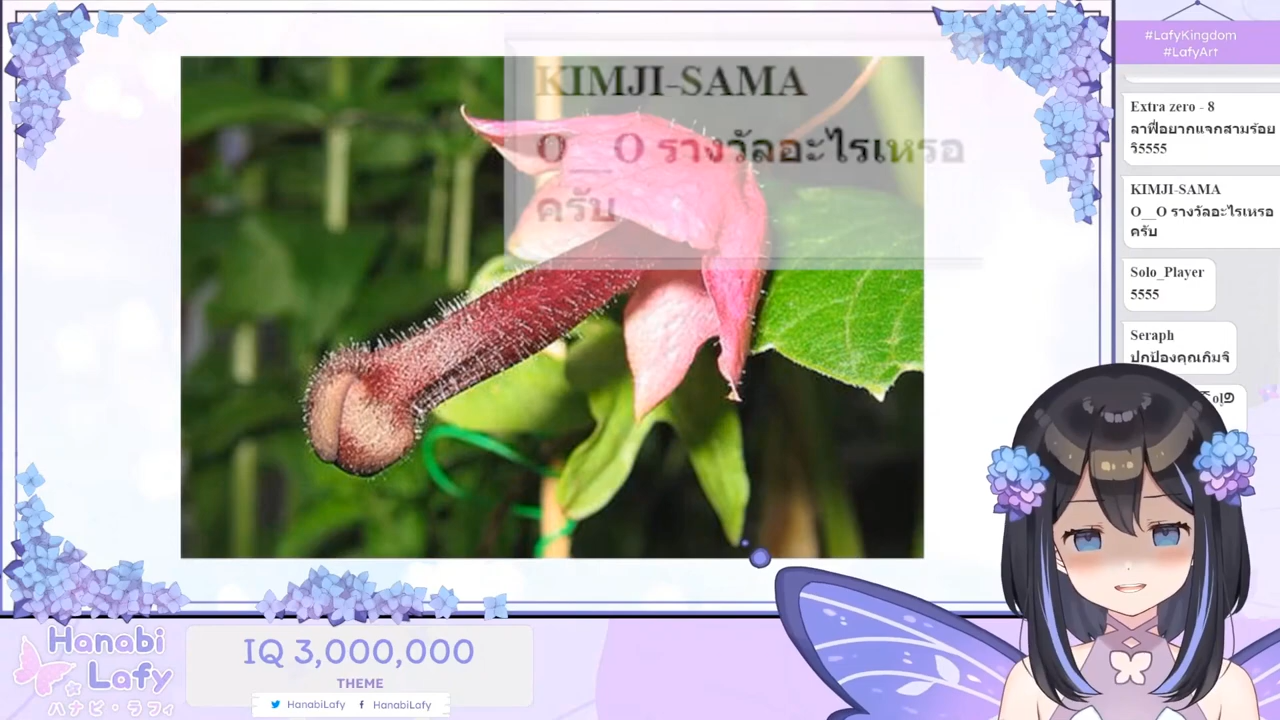 KIMJI-SAMA
O__O รางวัลอะไรเหรอ
ครับ
#LafyKingdom
#LafyArt
Extra zero - 8
ลาฟี่อยากแจกสามร้อย
ริ5555
KIMJI-SAMA
O__O รางวัลอะไรเหรอ
ครับ
Solo_Player
5555
Seraph
ปกป้องคุณกิมจิ
Hanabi
Lafy
ハナビ・ラフィ
IQ 3,000,000
THEME
HanabiLafy HanabiLafy